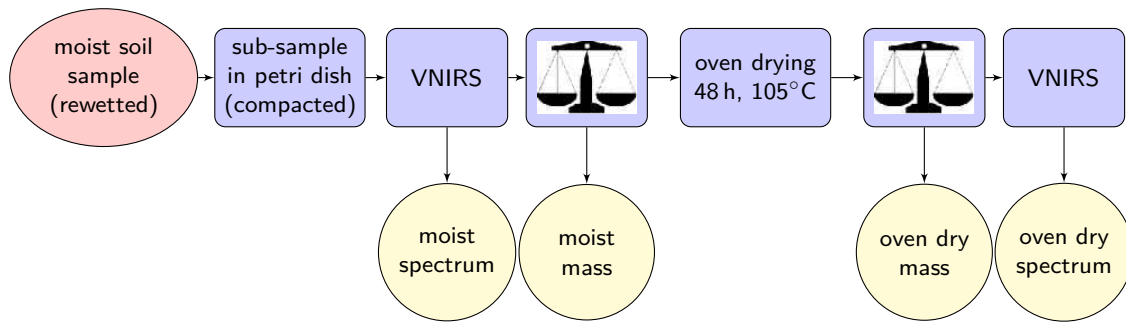 moist soil
sample
(rewetted)
sub-sample
in petri dish
(compacted)
VNIRS
oven drying
48 h, 105°C
VNIRS
moist
spectrum
moist
mass
oven dry
mass
oven dry
spectrum